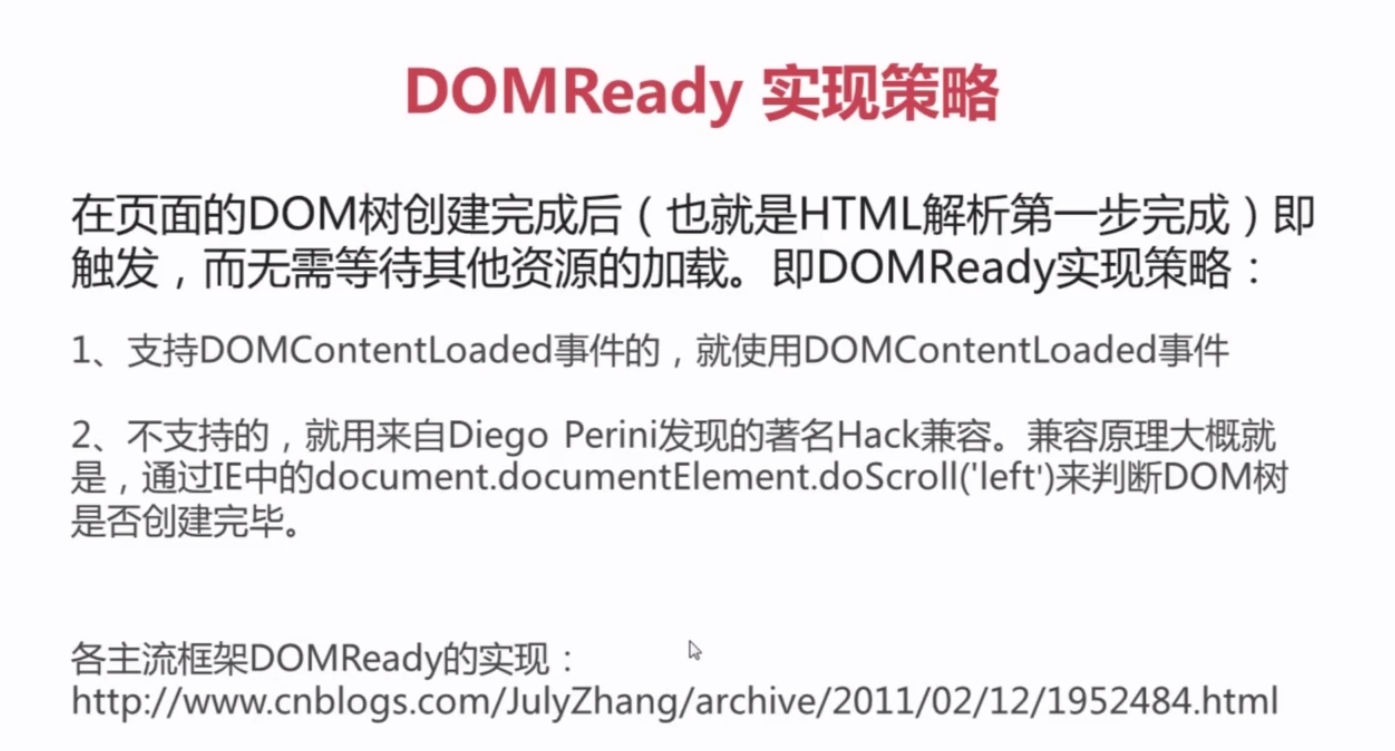 DOMReady 实现策略
在页面的DOM树创建完成后（也就是HTML解析第一步完成）即
触发，而无需等待其他资源的加载。即DOMReady实现策略：
1、支持DOMContentLoaded事件的，就使用DOMContentLoaded事件
2、不支持的，就用来自Diego Perini发现的著名Hack兼容。兼容原理大概就
是，通过IE中的document.documentElement.doScroll('left')来判断DOM树
是否创建完毕。
各主流框架DOMReady的实现：
http://www.cnblogs.com/JulyZhang/archive/2011/02/12/1952484.html